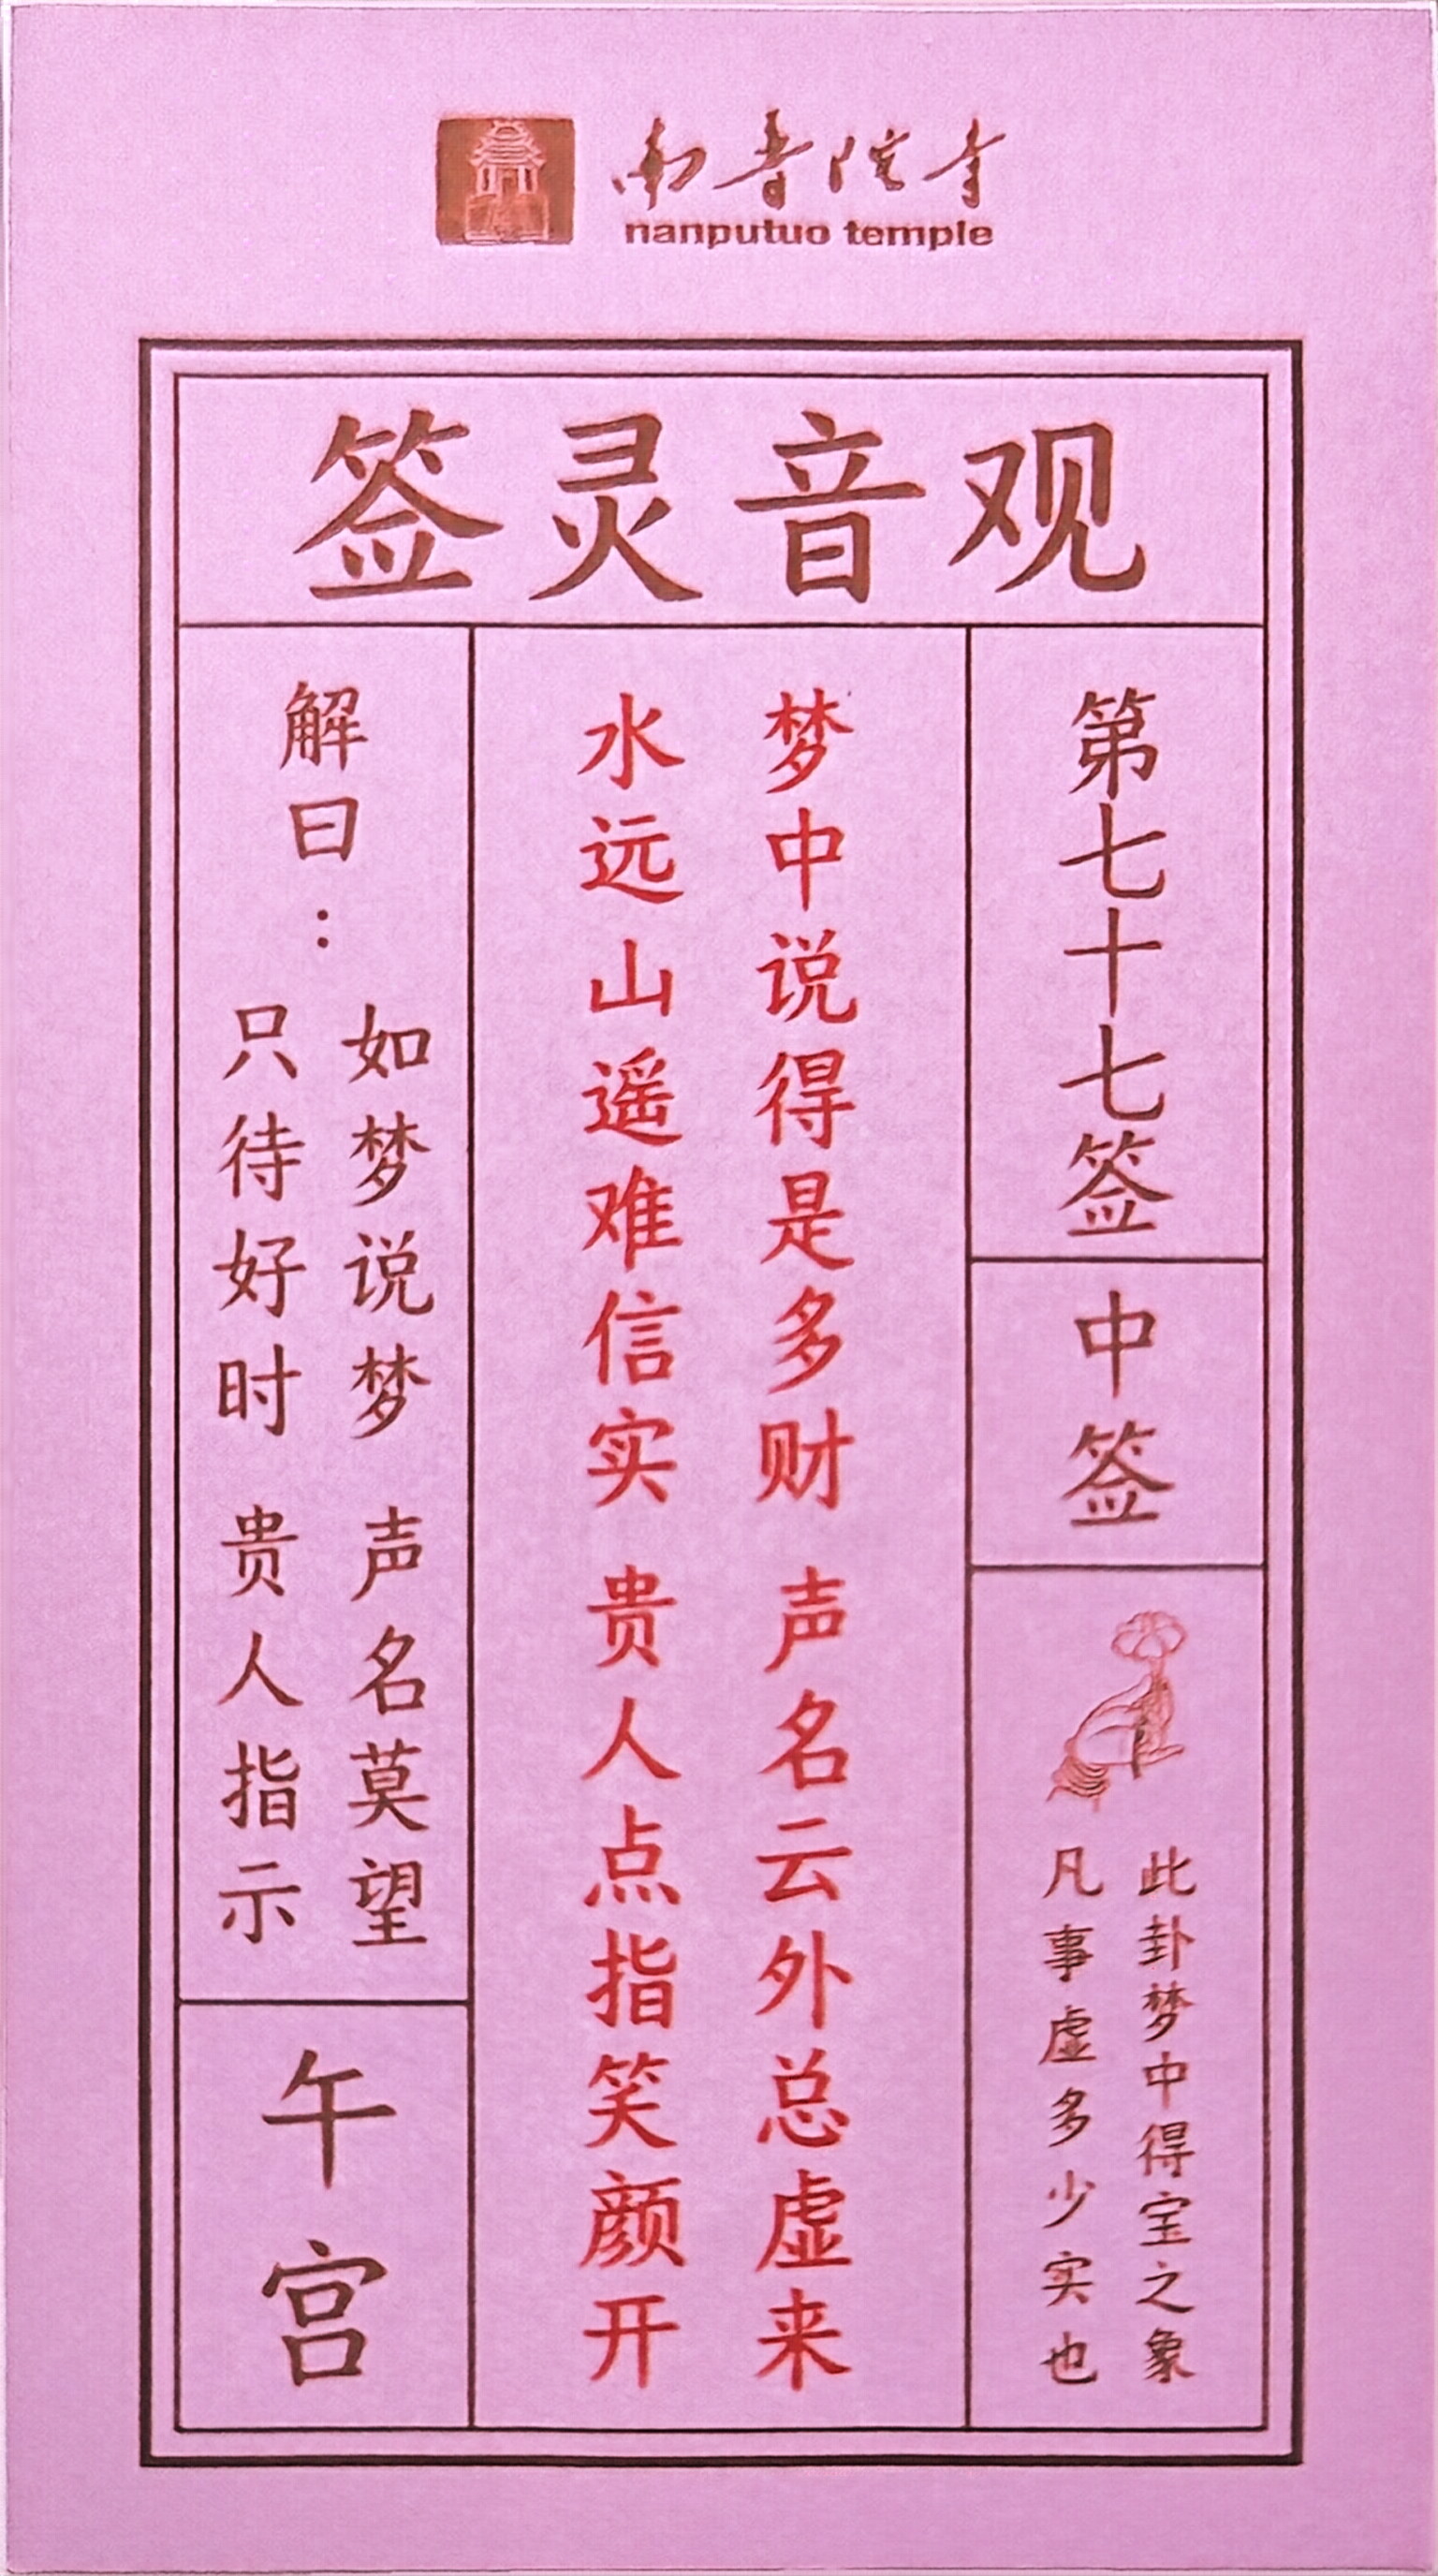 南普陀寺
nanputuo temple
观音灵签
第七十七签
中签
此卦梦中得宝之象
凡事虚多少实也
梦中说得是多财 声名云外总虚来
水远山遥难信实 贵人点指笑颜开
解曰：
如梦说梦 声名莫望
只待好时 贵人指示
午宫